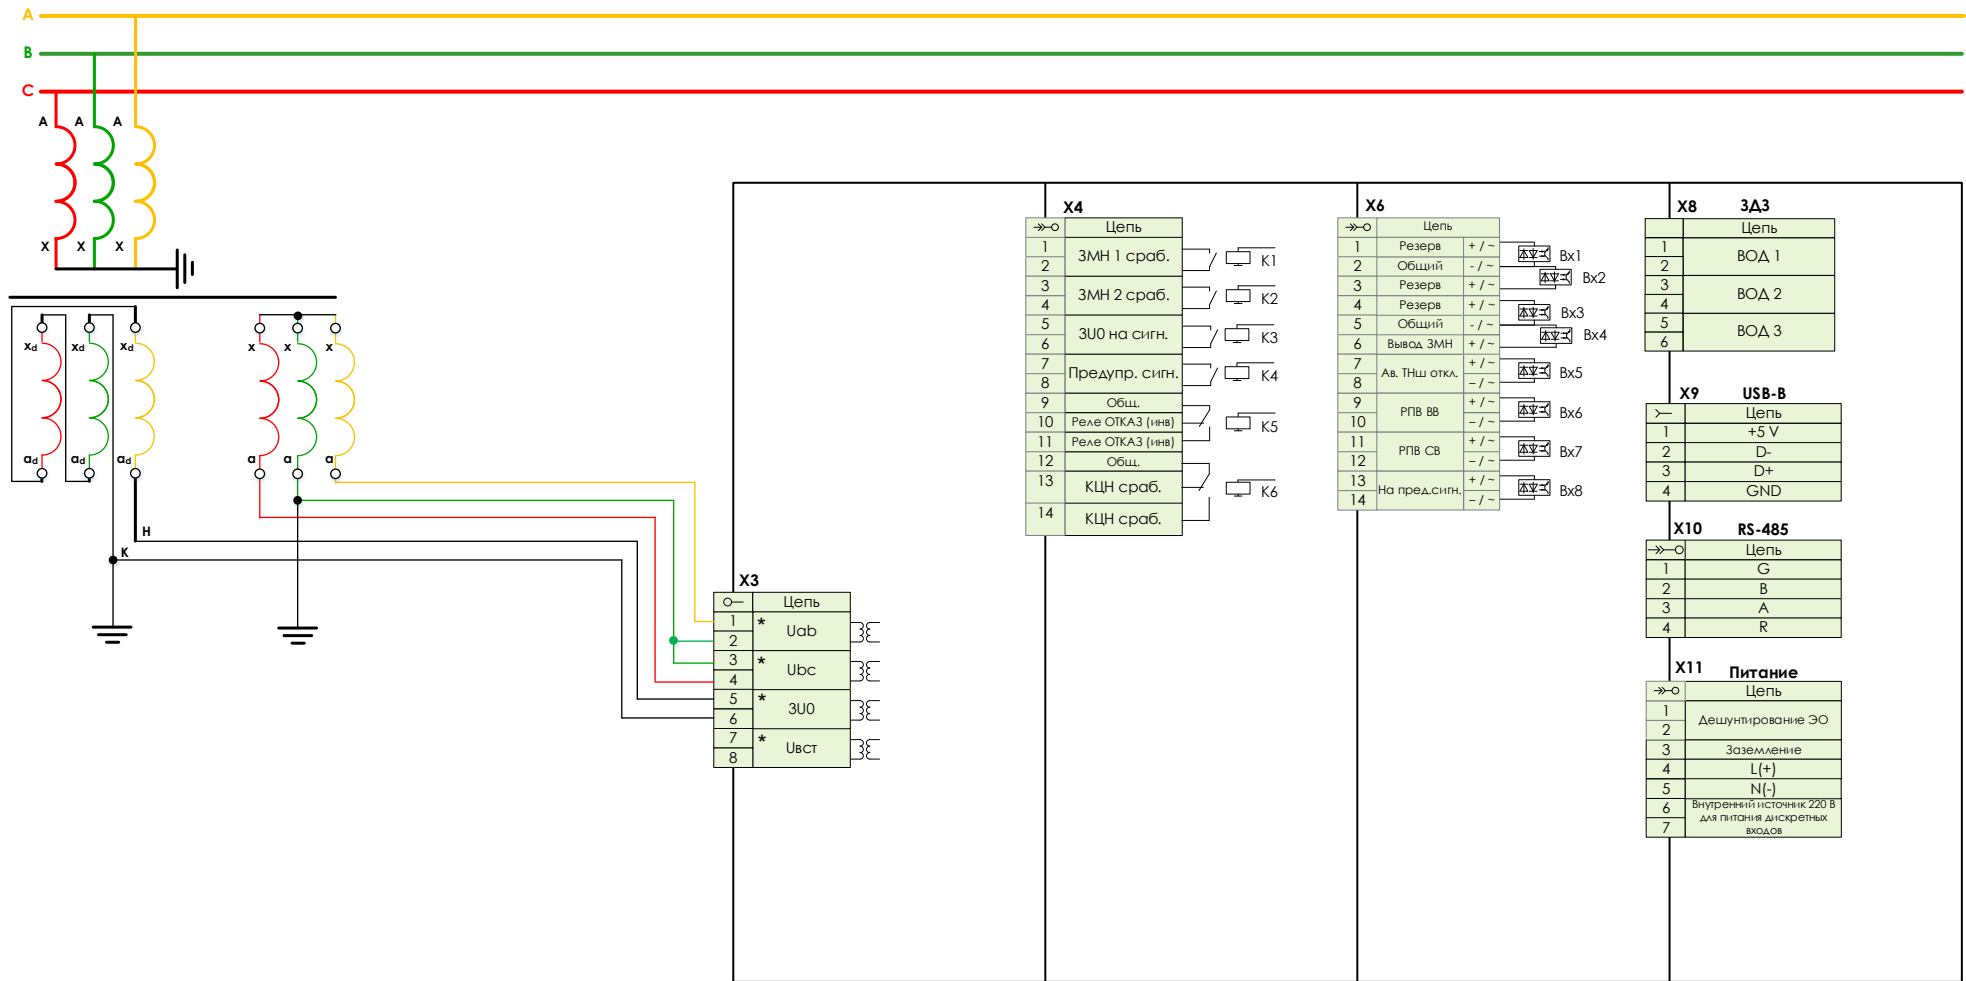 A
B
C
A A A
X X X
xd xd xd
ad ad ad
x x x
a a a
Н
К
X3
Цепь
1 * Uab
2
3 * Ubc
4
5 * 3U0
6
7 * Uвст
8
X4
Цепь
1 ЗМН 1 сраб. K1
2
3 ЗМН 2 сраб. K2
4
5 3U0 на сигн. K3
6
7 Предупр. сигн. K4
8
9 Общ.
10 Реле ОТКАЗ (инв) K5
11 Реле ОТКАЗ (инв)
12 Общ.
13 КЦН сраб. K6
14 КЦН сраб.
X6
Цепь
1 Резерв + / ~ Вх1
2 Общий - / ~ Вх2
3 Резерв + / ~
4 Резерв + / ~ Вх3
5 Общий - / ~ Вх4
6 Вывод ЗМН + / ~
7 Ав. ТНш откл. + / ~ Вх5
8 – / ~
9 РПВ ВВ + / ~ Вх6
10 – / ~
11 РПВ СВ + / ~ Вх7
12 – / ~
13 На пред.сигн. + / ~ Вх8
14 – / ~
X8 ЗДЗ
Цепь
1 ВОД 1
2
3 ВОД 2
4
5 ВОД 3
6
X9 USB-B
Цепь
1 +5 V
2 D-
3 D+
4 GND
X10 RS-485
Цепь
1 G
2 B
3 A
4 R
X11 Питание
Цепь
1 Дешунтирование ЭО
2
3 Заземление
4 L(+)
5 N(-)
6 Внутренний источник 220 В
для питания дискретных
7 входов